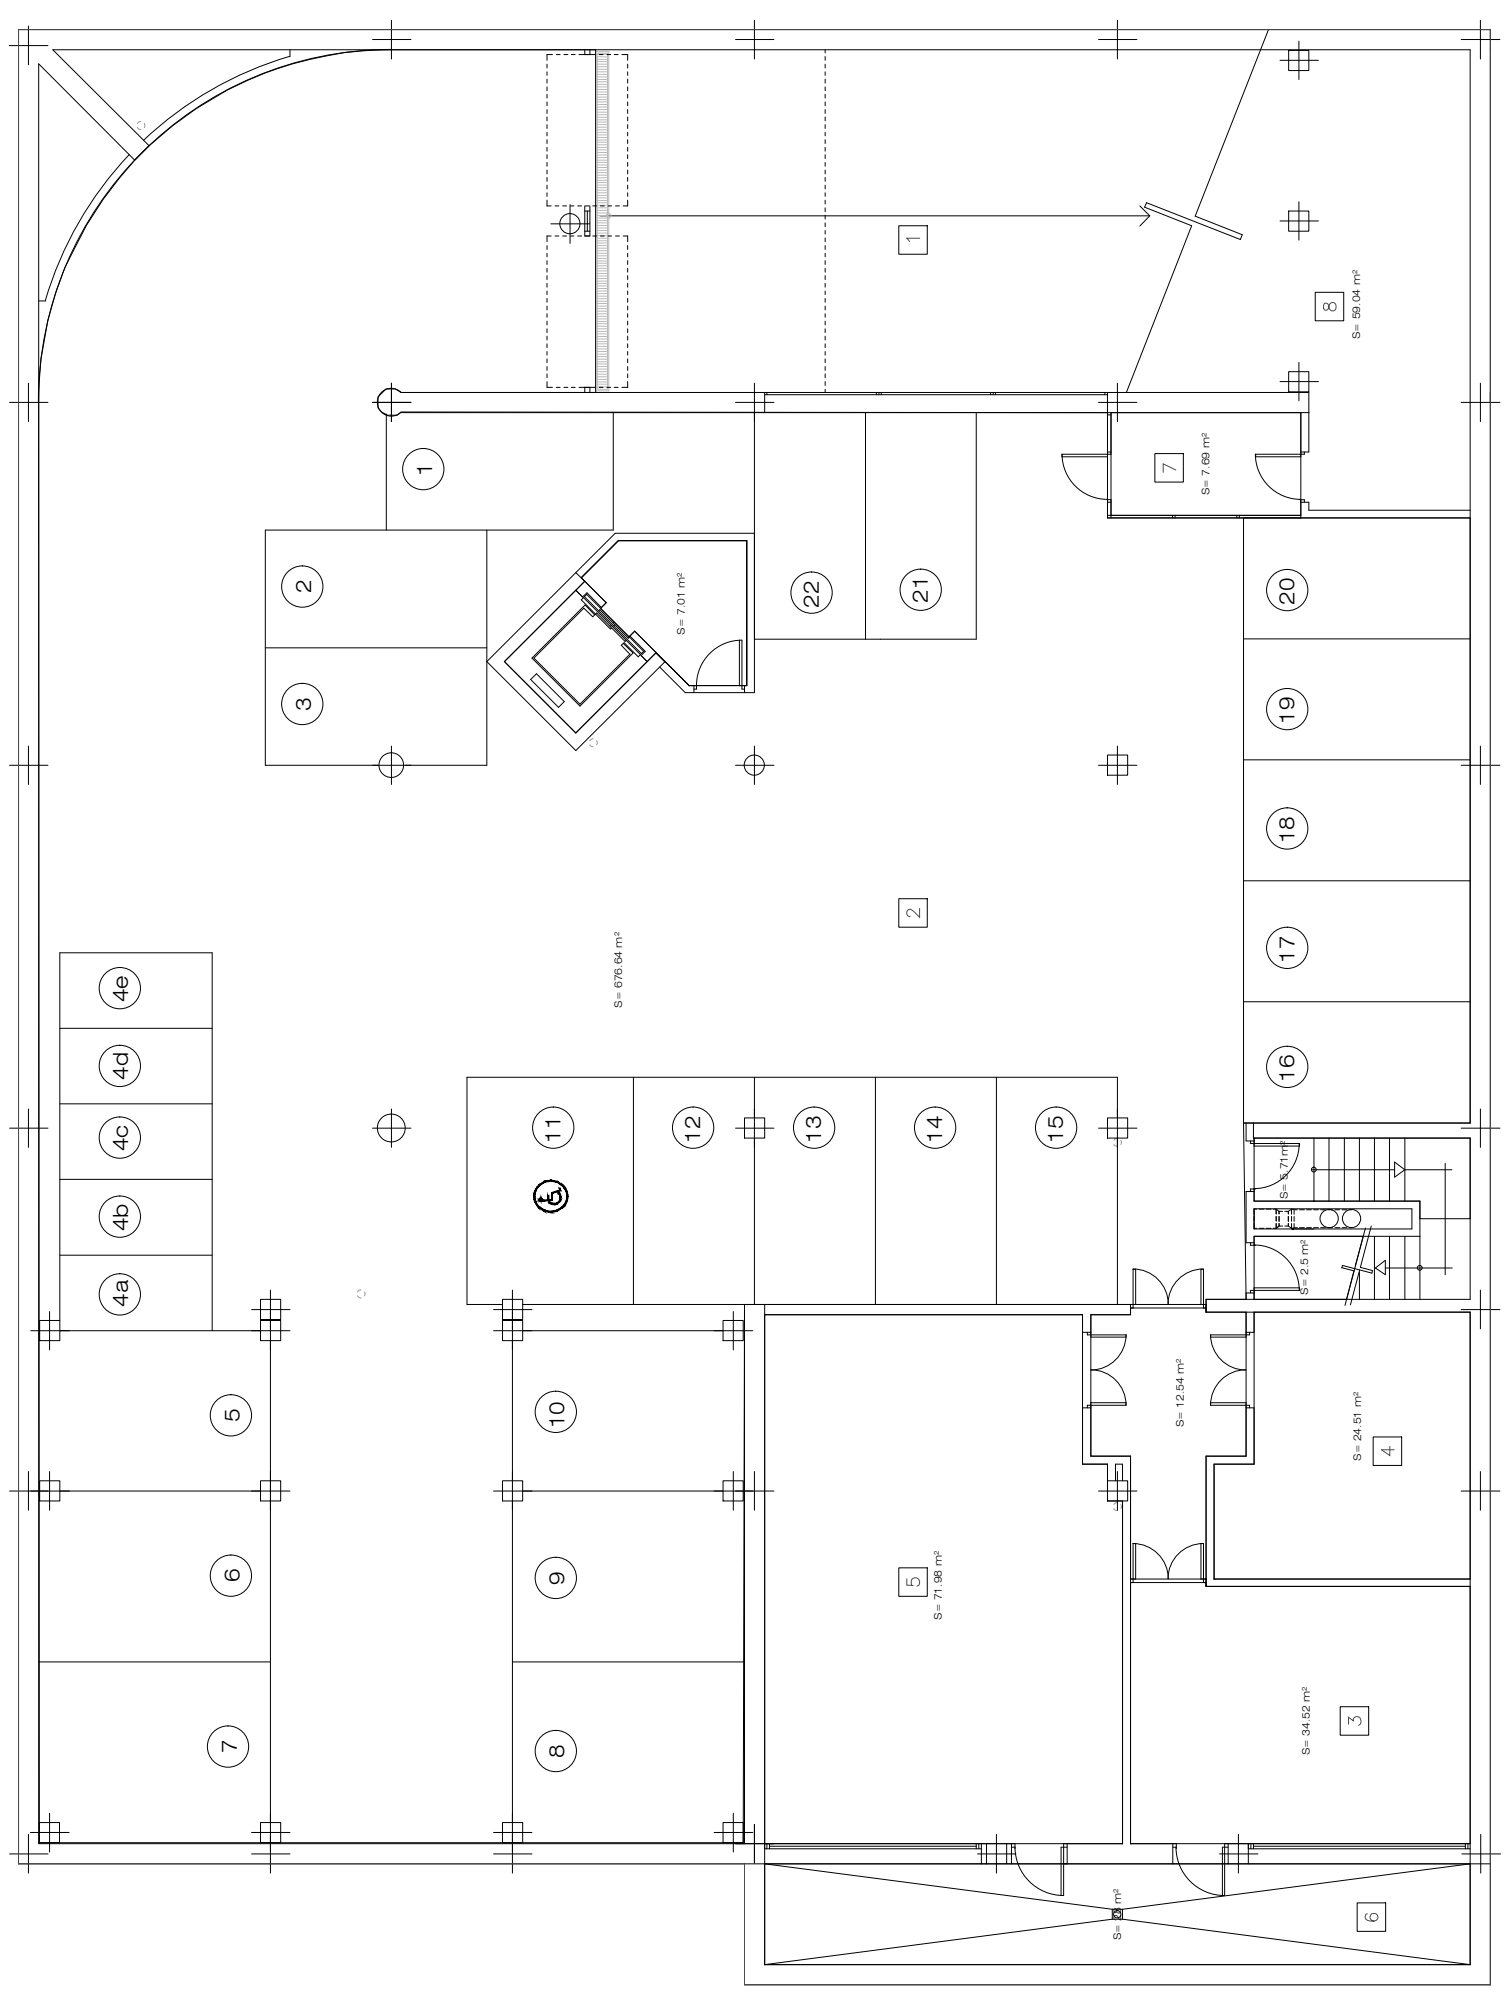 1
8
S= 59.04 m²
1
7
S= 7.69 m²
2
S= 7.01 m²
22
21
20
3
19
18
2
S= 676.64 m²
17
4e
4d
4c
4b
4a
16
11
12
13
14
15
S= 5.71m²
S= 2.5 m²
5
10
S= 12.54 m²
S= 24.51 m²
4
6
9
5
S= 71.98 m²
7
8
S= 34.52 m²
3
S=
m²
6